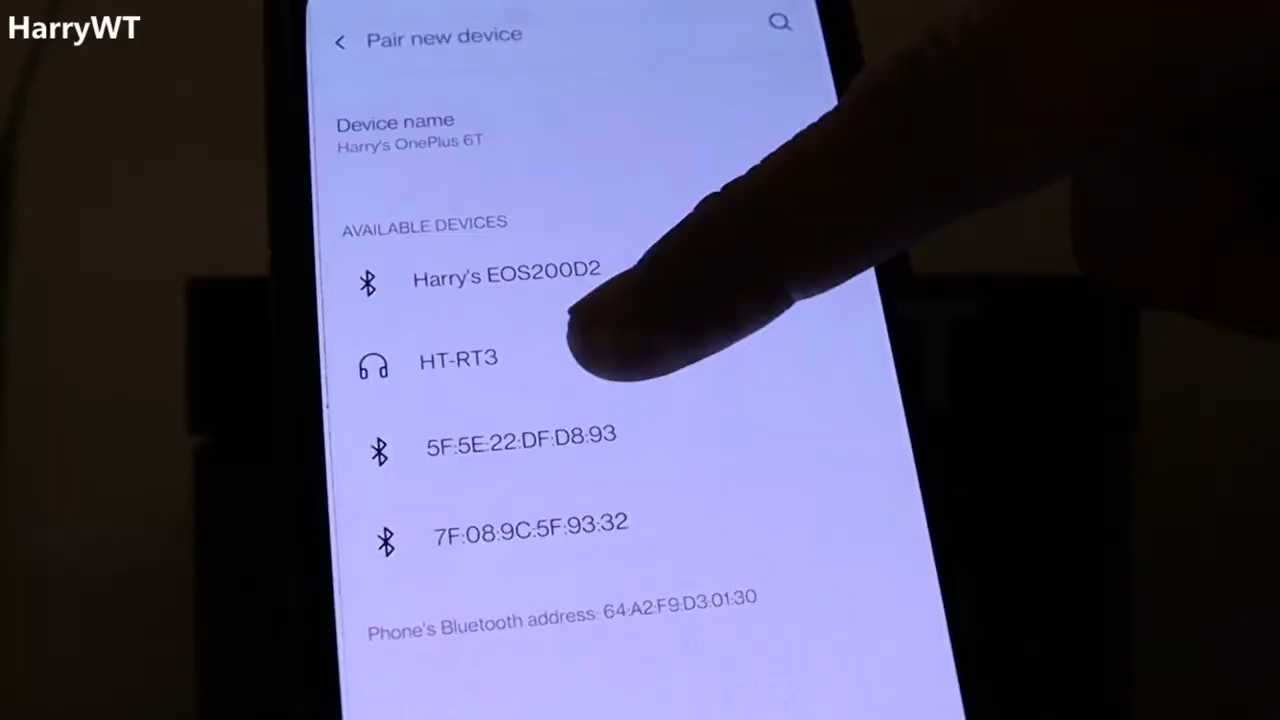 HarryWT
Pair new device
Device name
Harry's OnePlus 6T
AVAILABLE DEVICES
Harry's EOS200D2
HT-RT3
5F:5E:22:DF:D8:93
7F:08:9C:5F:93:32
Phone's Bluetooth address: 64:A2:F9:D3:01:30